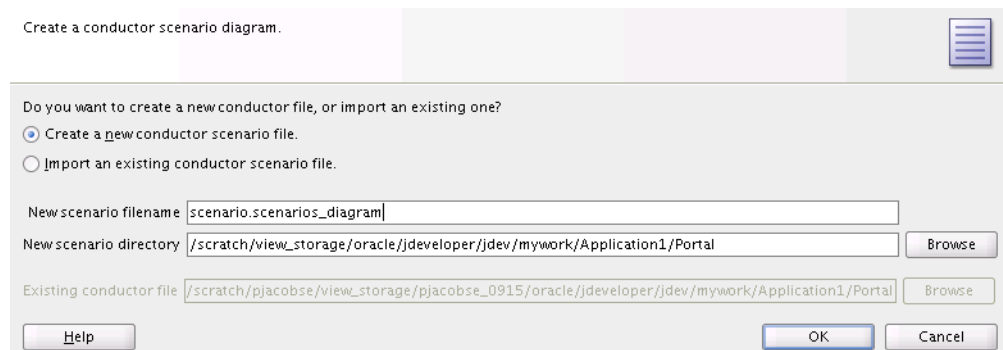 Create a conductor scenario diagram.
Do you want to create a new conductor file, or import an existing one?
Create a new conductor scenario file.
Import an existing conductor scenario file.
New scenario filename scenario.scenarios_diagram
New scenario directory /scratch/view_storage/oracle/jdeveloper/jdev/mywork/Application1/Portal Browse
Existing conductor file /scratch/pjacobse/view_storage/pjacobse_0915/oracle/jdeveloper/jdev/mywork/Application1/Portal Browse
Help OK Cancel